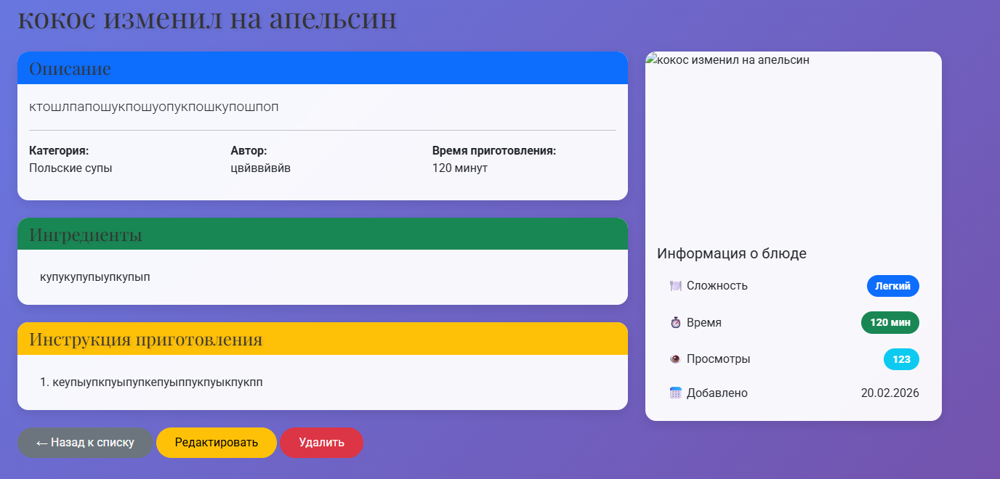 кокос изменил на апельсин
Описание
ктошлпапошукпошуопукпошкупошпоп
Категория:
Польские супы
Автор:
цвйввйвйв
Время приготовления:
120 минут
Ингредиенты
купукупупыупкупып
Инструкция приготовления
1. кеупыупкпуыпупкепуыппукпуыкпукпп
← Назад к списку
Редактировать
Удалить
кокос изменил на апельсин
Информация о блюде
Сложность Легкий
Время 120 мин
Просмотры 123
Добавлено 20.02.2026